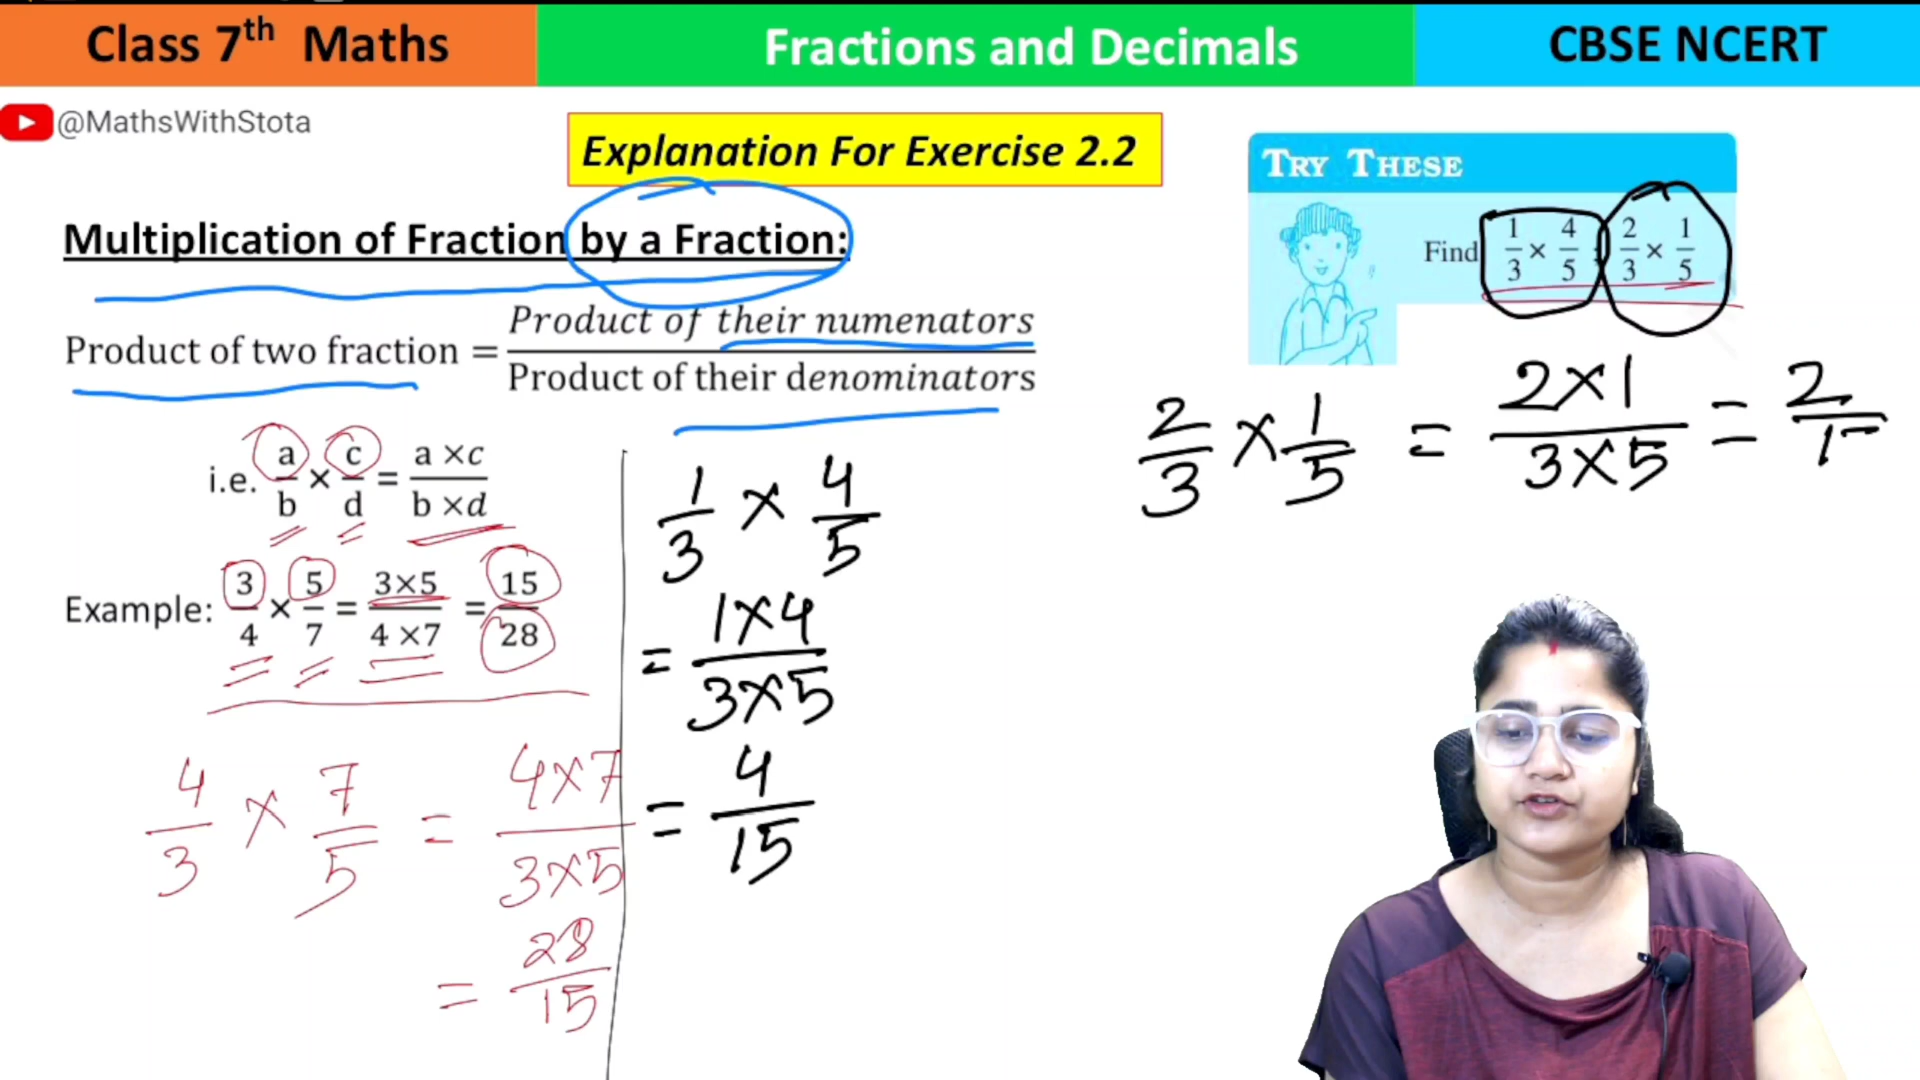 Class 7th Maths
Fractions and Decimals
CBSE NCERT
@MathsWithStota
Explanation For Exercise 2.2
TRY THESE
Find 1/3 × 4/5 ; 2/3 × 1/5
Multiplication of Fraction by a Fraction:
Product of two fraction = Product of their numenators / Product of their denominators
i.e. a/b × c/d = a ×c / b ×d
Example: 3/4 × 5/7 = 3×5 / 4 ×7 = 15/28
4/3 × 7/5 = 4×7 / 3×5
= 28/15
1/3 × 4/5
= 1×4 / 3×5
= 4/15
2/3 × 1/5 = 2×1 / 3×5 = 2/